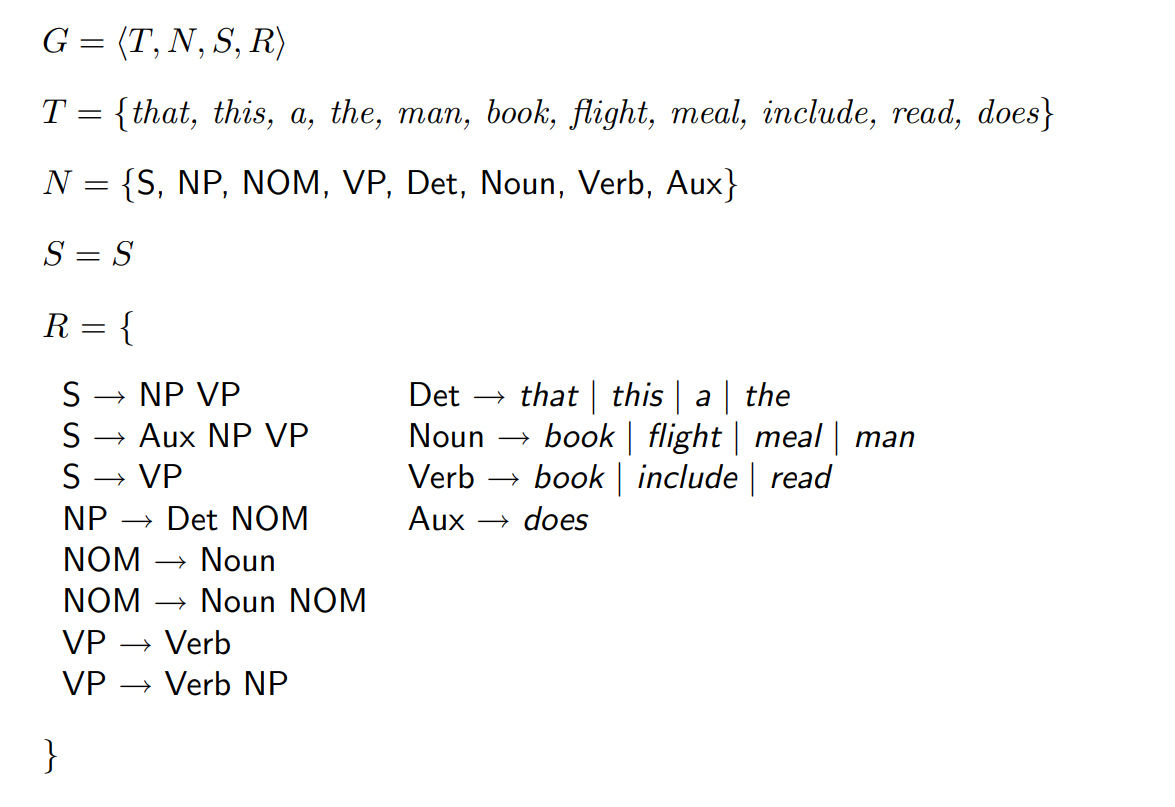 G = ⟨T, N, S, R⟩
T = {that, this, a, the, man, book, flight, meal, include, read, does}
N = {S, NP, NOM, VP, Det, Noun, Verb, Aux}
S = S
R = {
S → NP VP Det → that | this | a | the
S → Aux NP VP Noun → book | flight | meal | man
S → VP Verb → book | include | read
NP → Det NOM Aux → does
NOM → Noun
NOM → Noun NOM
VP → Verb
VP → Verb NP
}